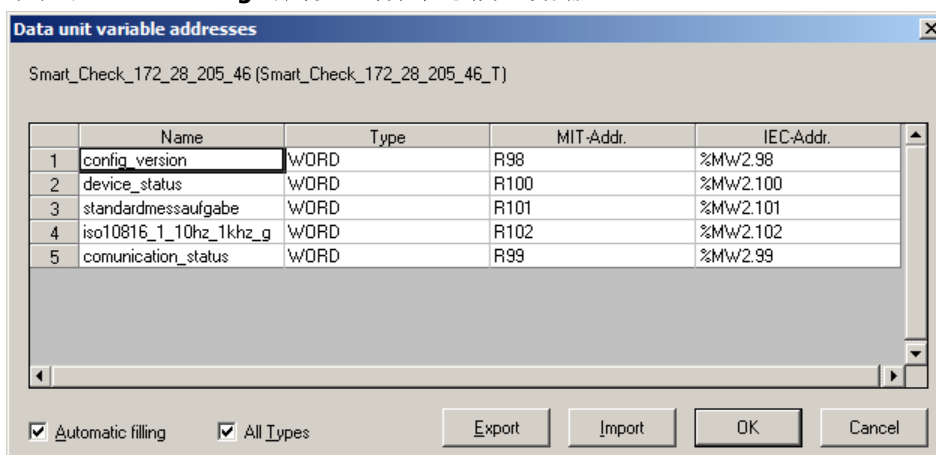 Data unit variable addresses
Smart_Check_172_28_205_46 (Smart_Check_172_28_205_46_T)
Name Type MIT-Addr. IEC-Addr.
1 config_version WORD R98 %MW2.98
2 device_status WORD R100 %MW2.100
3 standardmessaufgabe WORD R101 %MW2.101
4 iso10816_1_10hz_1khz_g WORD R102 %MW2.102
5 comunication_status WORD R99 %MW2.99
Automatic filling All Types Export Import OK Cancel